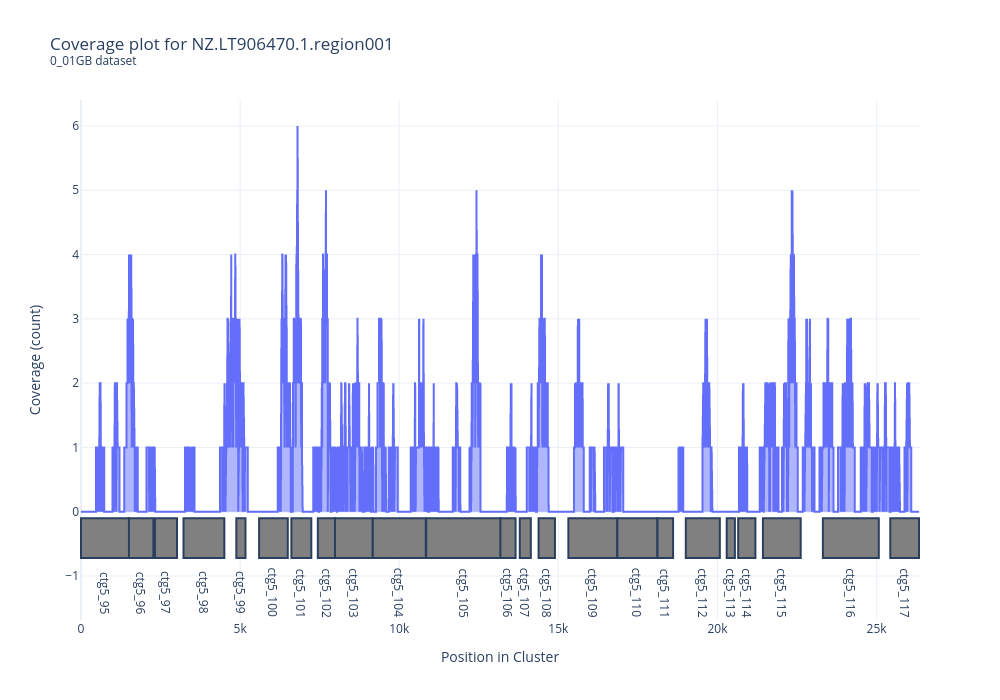 Coverage plot for NZ.LT906470.1.region001
0_01GB dataset
Coverage (count)
6
5
4
3
2
1
0
−1
ctg5_95
ctg5_96
ctg5_97
ctg5_98
ctg5_99
ctg5_100
ctg5_101
ctg5_102
ctg5_103
ctg5_104
ctg5_105
ctg5_106
ctg5_107
ctg5_108
ctg5_109
ctg5_110
ctg5_111
ctg5_112
ctg5_113
ctg5_114
ctg5_115
ctg5_116
ctg5_117
0
5k
10k
15k
20k
25k
Position in Cluster